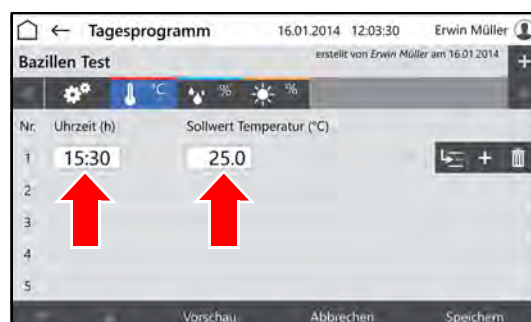 Tagesprogramm 16.01.2014 12:03:30 Erwin Müller
Bazillen Test erstellt von Erwin Müller am 16.01.2014
°C % %
Nr. Uhrzeit (h) Sollwert Temperatur (°C)
1 15:30 25.0
2
3
4
5
Vorschau Abbrechen Speichern